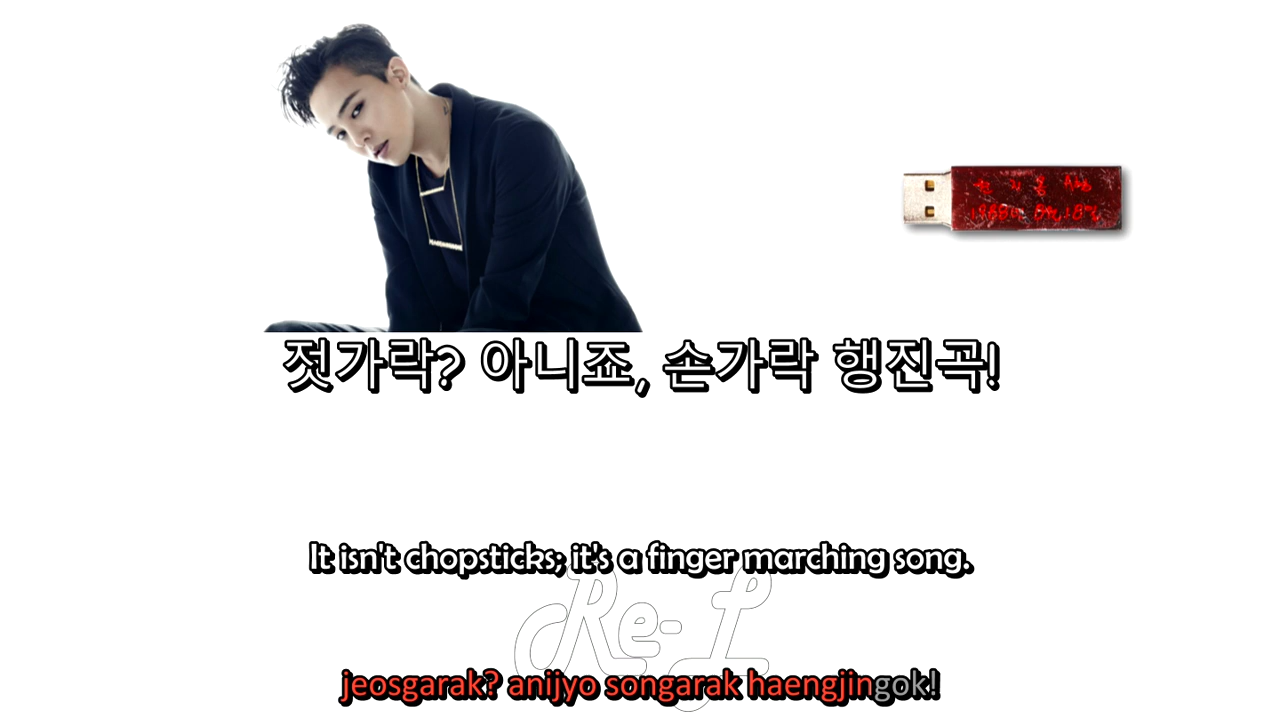 젓가락? 아니죠, 손가락 행진곡!
It isn't chopsticks; it's a finger marching song.
Re-L
jeosgarak? anijyo songarak haengjingok!